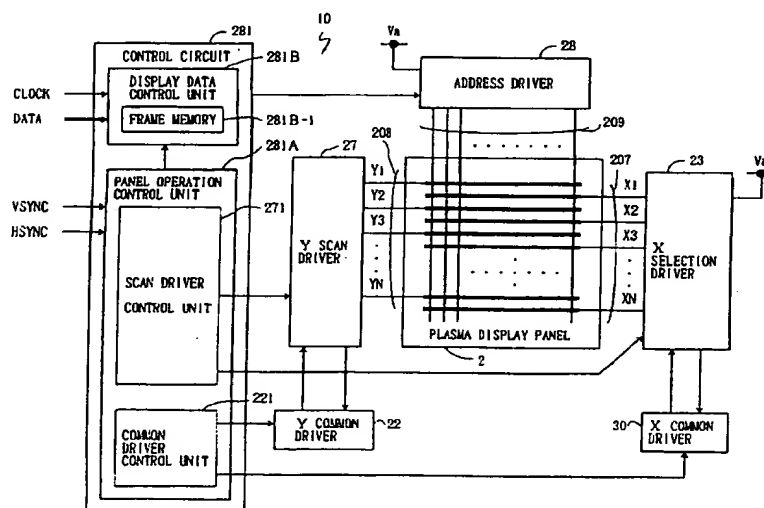 10
281
CONTROL CIRCUIT
281B
DISPLAY DATA
CONTROL UNIT
FRAME MEMORY
281B-1
281A
CLOCK
DATA
VSYNC
HSYNC
PANEL OPERATION
CONTROL UNIT
271
SCAN DRIVER
CONTROL UNIT
221
COMMON
DRIVER
CONTROL UNIT
Va
28
ADDRESS DRIVER
209
27
208
Y SCAN
DRIVER
Y1
Y2
Y3
YN
PLASMA DISPLAY PANEL
2
207
X1
X2
X3
XN
23
X
SELECTION
DRIVER
Y COMMON
DRIVER
22
30
X COMMON
DRIVER